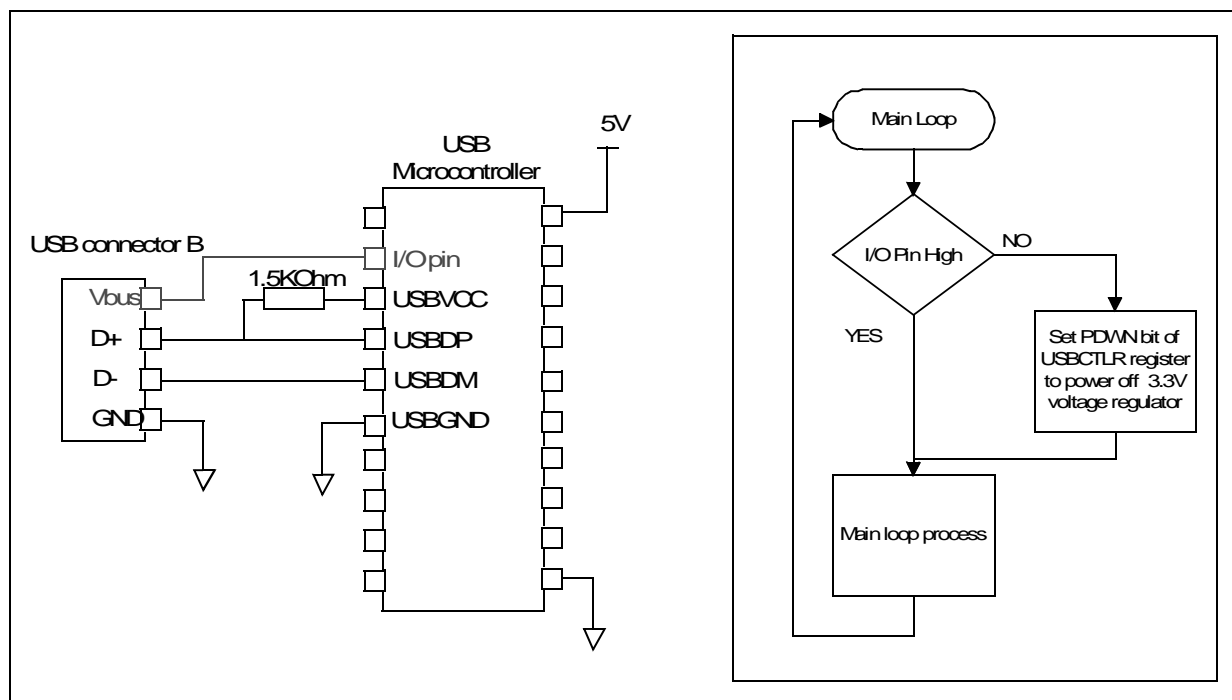 5V
USB
Microcontroller
USB connector B
I/O pin
1.5KOhm
Vbus
USBVCC
D+
USBDP
D-
USBDM
GND
USBGND
Main Loop
I/O Pin High
NO
YES
Set PDWN bit of
USBCTLR register
to power off 3.3V
voltage regulator
Main loop process